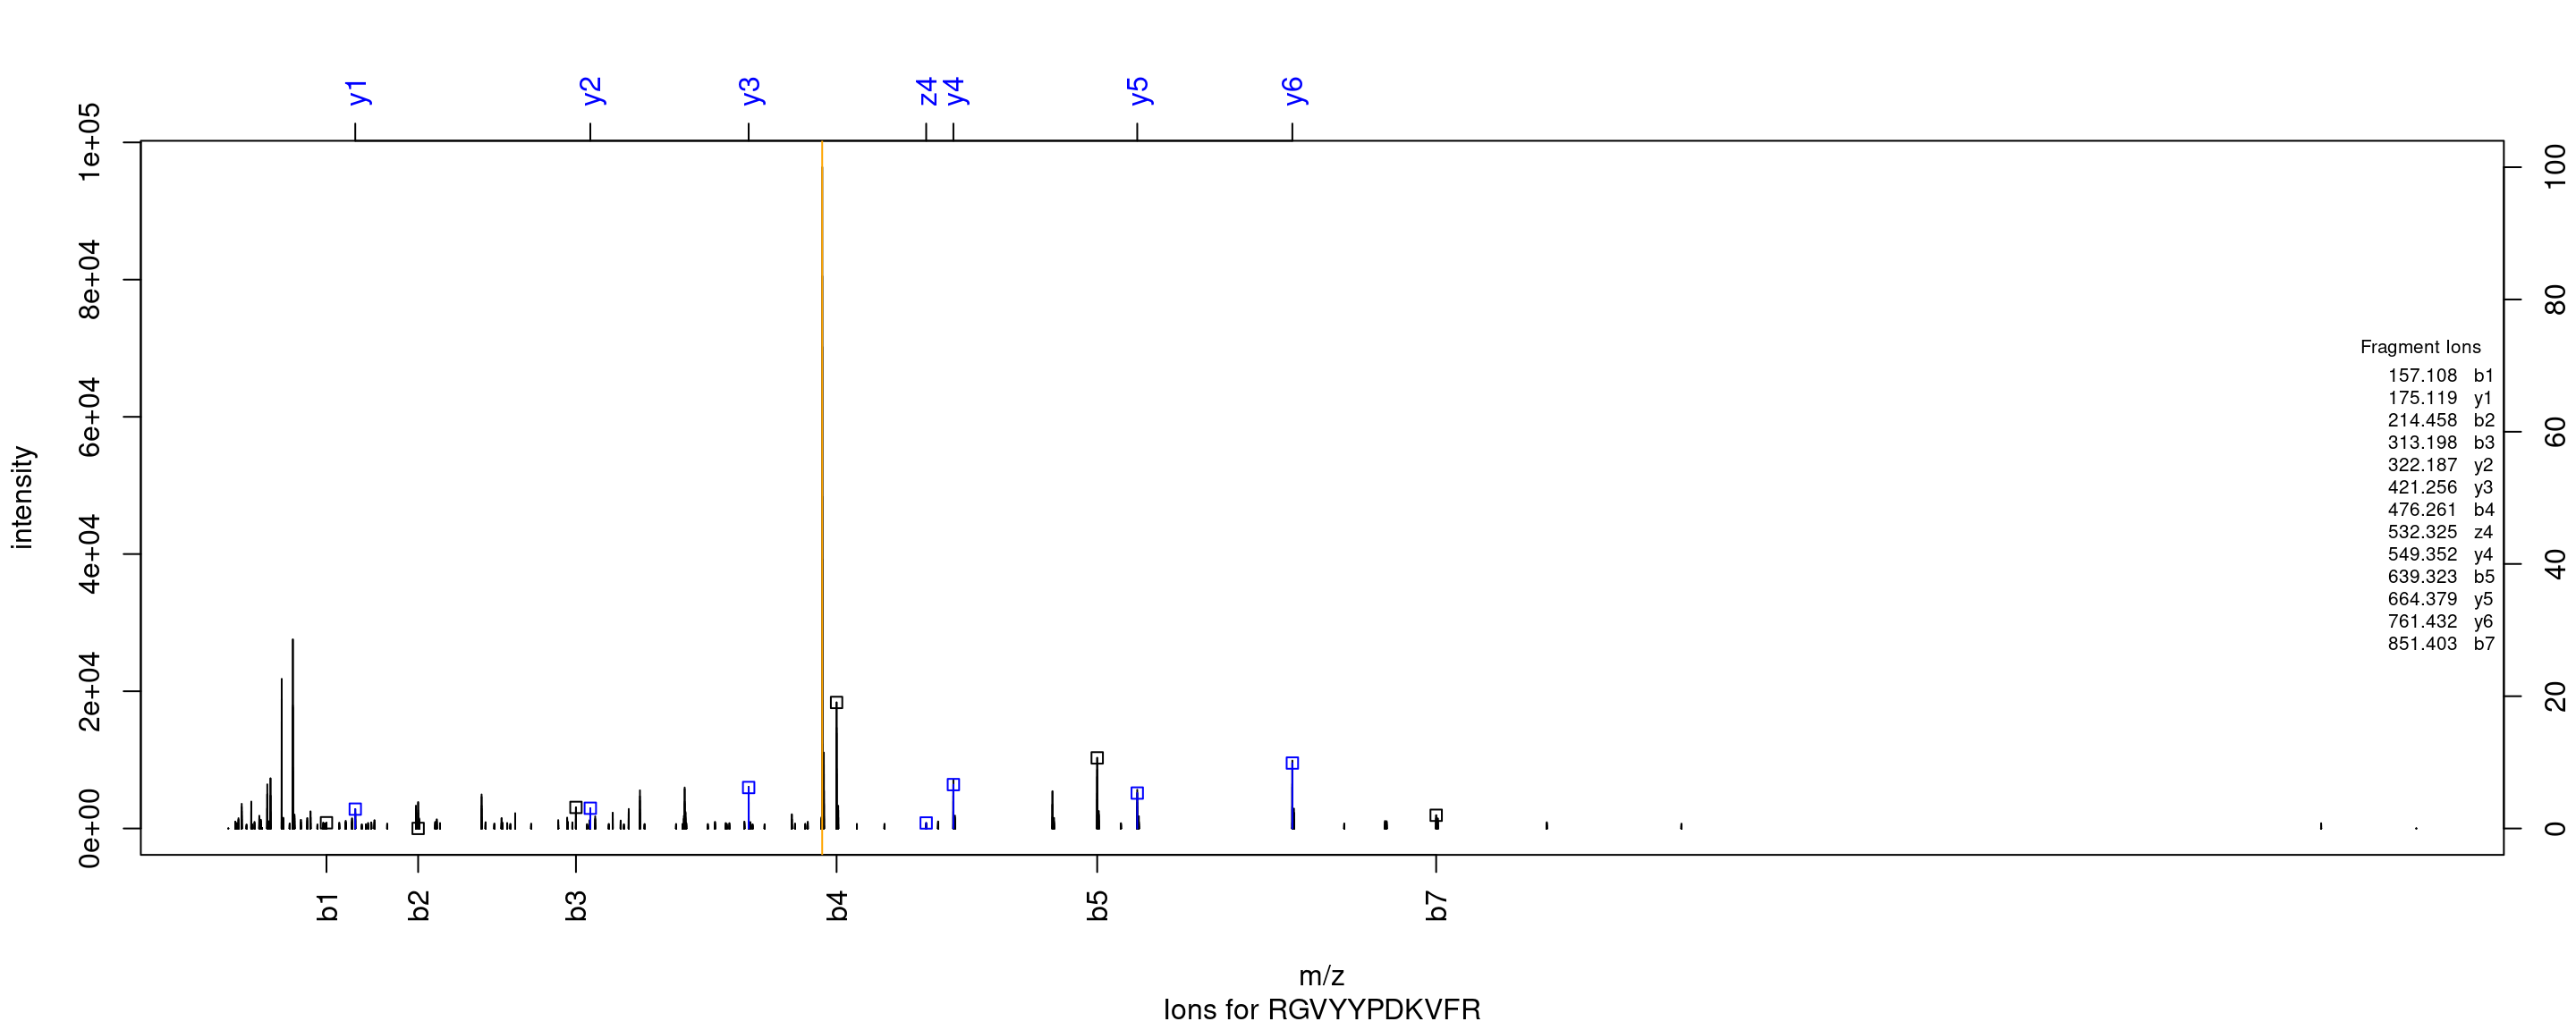 y1 y2 y3 z4 y4 y5 y6
1e+05
8e+04
6e+04
4e+04
2e+04
0e+00
intensity
100
80
60
40
20
0
Fragment Ions
157.108 b1
175.119 y1
214.458 b2
313.198 b3
322.187 y2
421.256 y3
476.261 b4
532.325 z4
549.352 y4
639.323 b5
664.379 y5
761.432 y6
851.403 b7
b1 b2 b3 b4 b5 b7
m/z
Ions for RGVYYPDKVFR